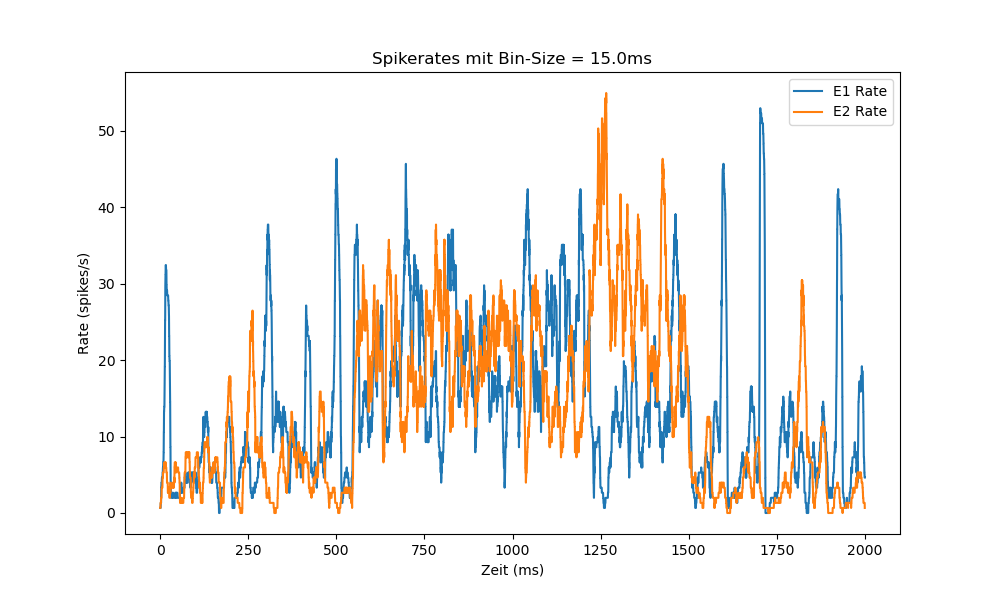 Spikerates mit Bin-Size = 15.0ms
E1 Rate
E2 Rate
50
40
30
20
10
0
Rate (spikes/s)
0 250 500 750 1000 1250 1500 1750 2000
Zeit (ms)